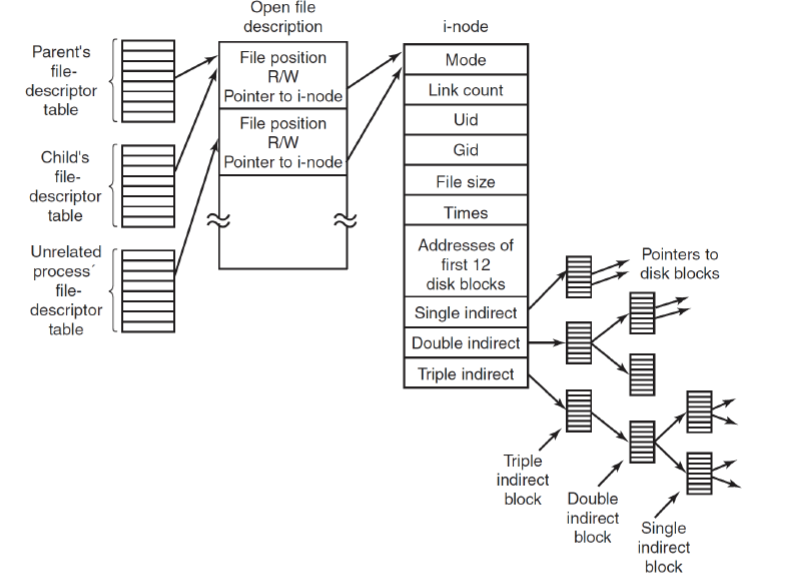 Open file
description
i-node
Parent's
file-
descriptor
table
File position
R/W
Pointer to i-node
File position
R/W
Pointer to i-node
Child's
file-
descriptor
table
Unrelated
process´
file-
descriptor
table
Mode
Link count
Uid
Gid
File size
Times
Addresses of
first 12
disk blocks
Single indirect
Double indirect
Triple indirect
Pointers to
disk blocks
Triple
indirect
block
Double
indirect
block
Single
indirect
block